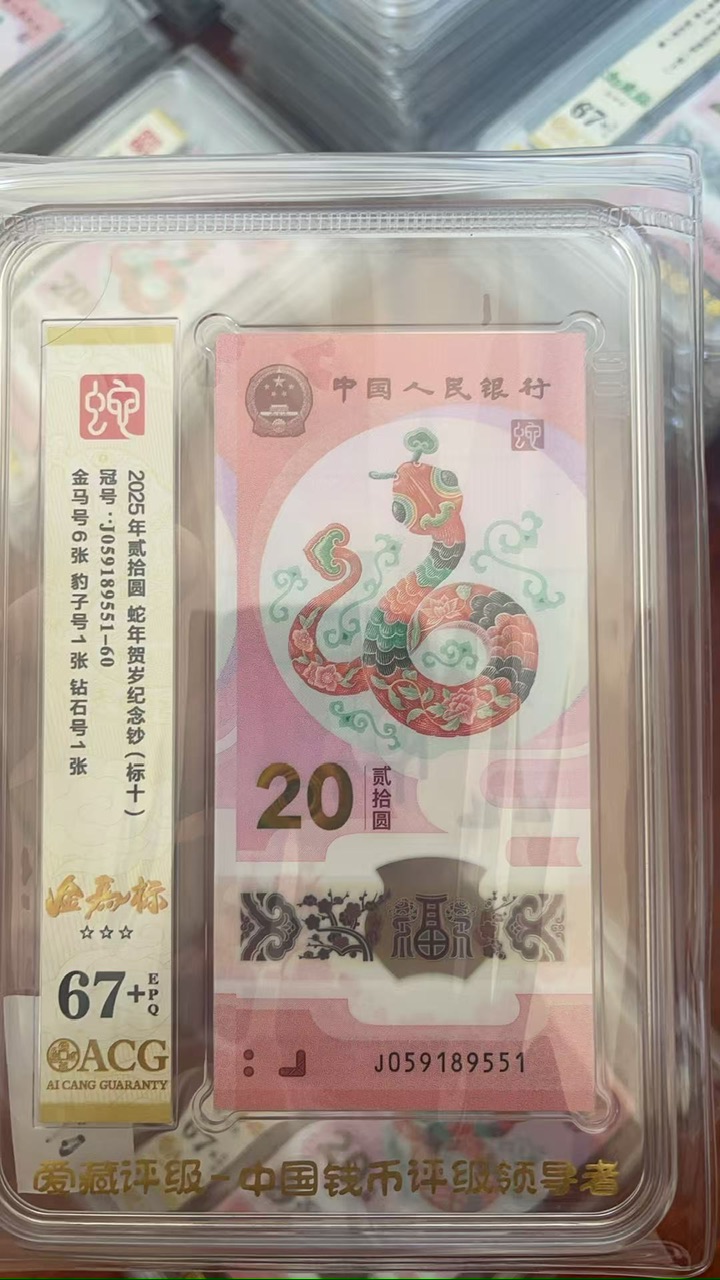 蛇
2025年贰拾圆 蛇年贺岁纪念钞（标十）
冠号：J059189551-60
金马号6张 豹子号1张 钻石号1张
金马标
☆☆☆
67+EPQ
ACG
AI CANG GUARANTY
中国人民银行
蛇
20 贰拾圆
福
J059189551
爱藏评级-中国钱币评级领导者
67